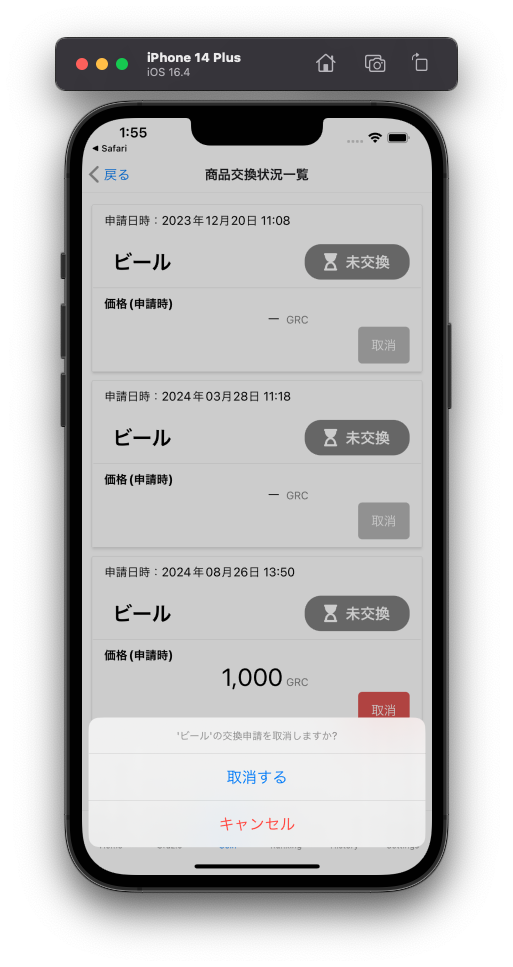 iPhone 14 Plus
iOS 16.4
1:55
◀ Safari
戻る
商品交換状況一覧
申請日時：2023年12月20日 11:08
ビール
未交換
価格(申請時)
— GRC
取消
申請日時：2024年03月28日 11:18
ビール
未交換
価格(申請時)
— GRC
取消
申請日時：2024年08月26日 13:50
ビール
未交換
価格(申請時)
1,000 GRC
取消
'ビール'の交換申請を取消しますか?
取消する
キャンセル